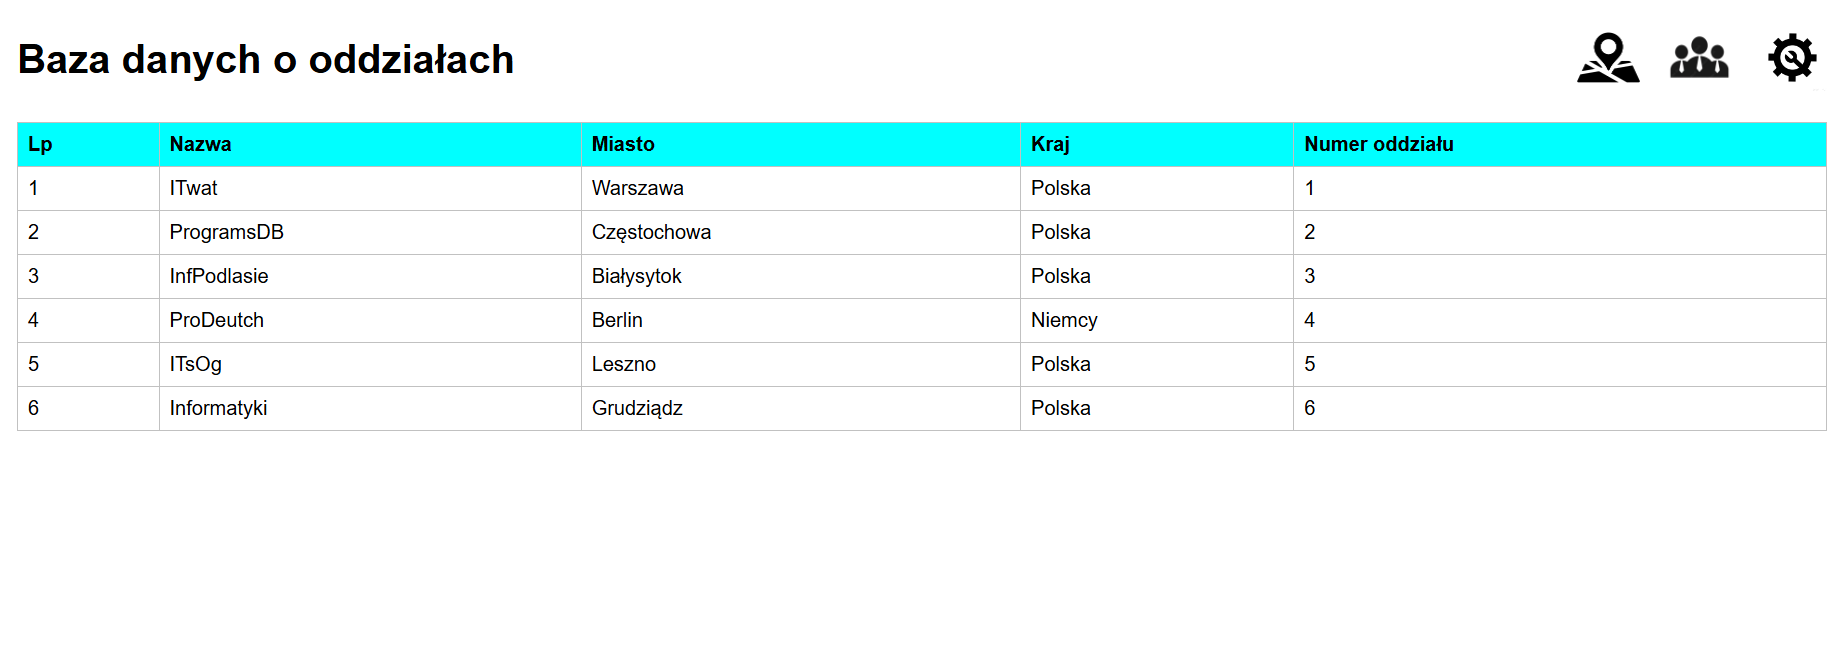 Baza danych o oddziałach
Lp Nazwa Miasto Kraj Numer oddziału
1 ITwat Warszawa Polska 1
2 ProgramsDB Częstochowa Polska 2
3 InfPodlasie Białysytok Polska 3
4 ProDeutch Berlin Niemcy 4
5 ITsOg Leszno Polska 5
6 Informatyki Grudziądz Polska 6